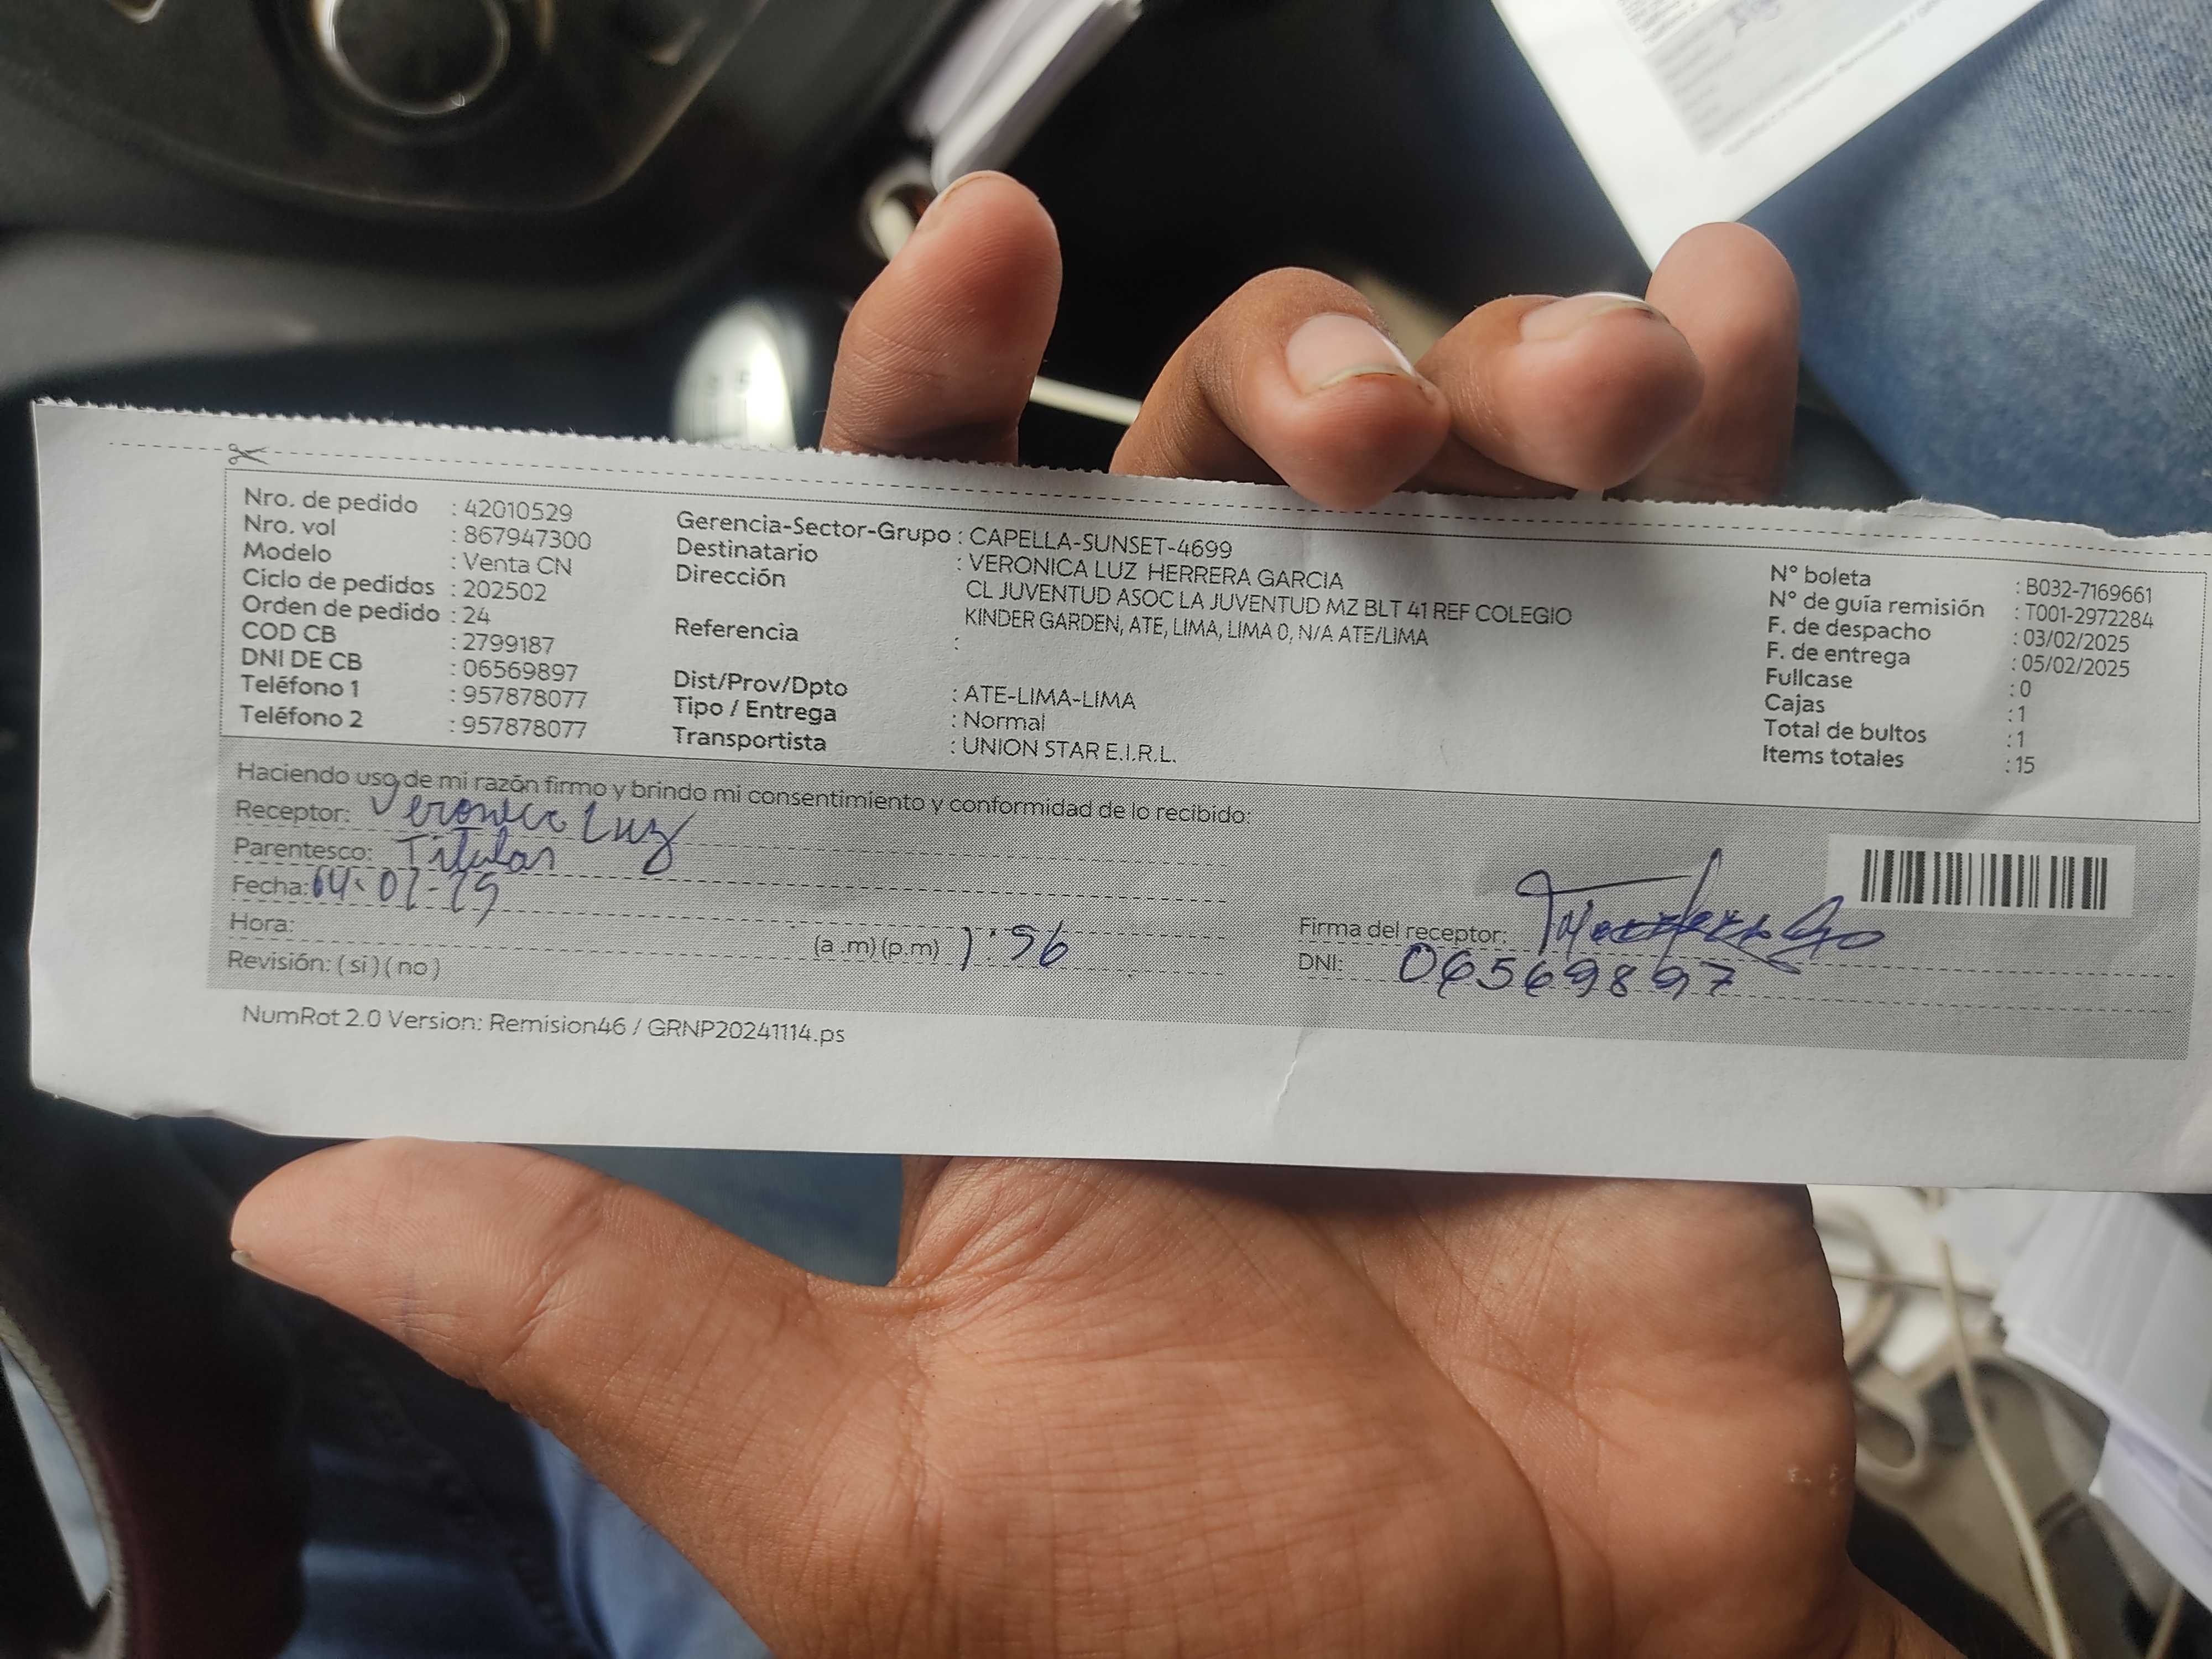 Nro. de pedido : 42010529
Nro. vol : 867947300
Modelo : Venta CN
Ciclo de pedidos : 202502
Orden de pedido : 24
COD CB : 2799187
DNI DE CB : 06569897
Teléfono 1 : 957878077
Teléfono 2 : 957878077
Gerencia-Sector-Grupo : CAPELLA-SUNSET-4699
Destinatario : VERONICA LUZ HERRERA GARCIA
Dirección CL JUVENTUD ASOC LA JUVENTUD MZ BLT 41 REF COLEGIO
KINDER GARDEN, ATE, LIMA, LIMA 0, N/A ATE/LIMA
Referencia :
Dist/Prov/Dpto : ATE-LIMA-LIMA
Tipo / Entrega : Normal
Transportista : UNION STAR E.I.R.L.
N° boleta : B032-7169661
N° de guía remisión : T001-2972284
F. de despacho : 03/02/2025
F. de entrega : 05/02/2025
Fullcase : 0
Cajas : 1
Total de bultos : 1
Items totales : 15
Haciendo uso de mi razón firmo y brindo mi consentimiento y conformidad de lo recibido:
Receptor: Veronica Luz
Parentesco: Titular
Fecha: 04-02-25
Hora: (a .m) (p.m) 1:56
Revisión: ( si ) ( no )
Firma del receptor:
DNI: 06569897
NumRot 2.0 Version: Remision46 / GRNP20241114.ps